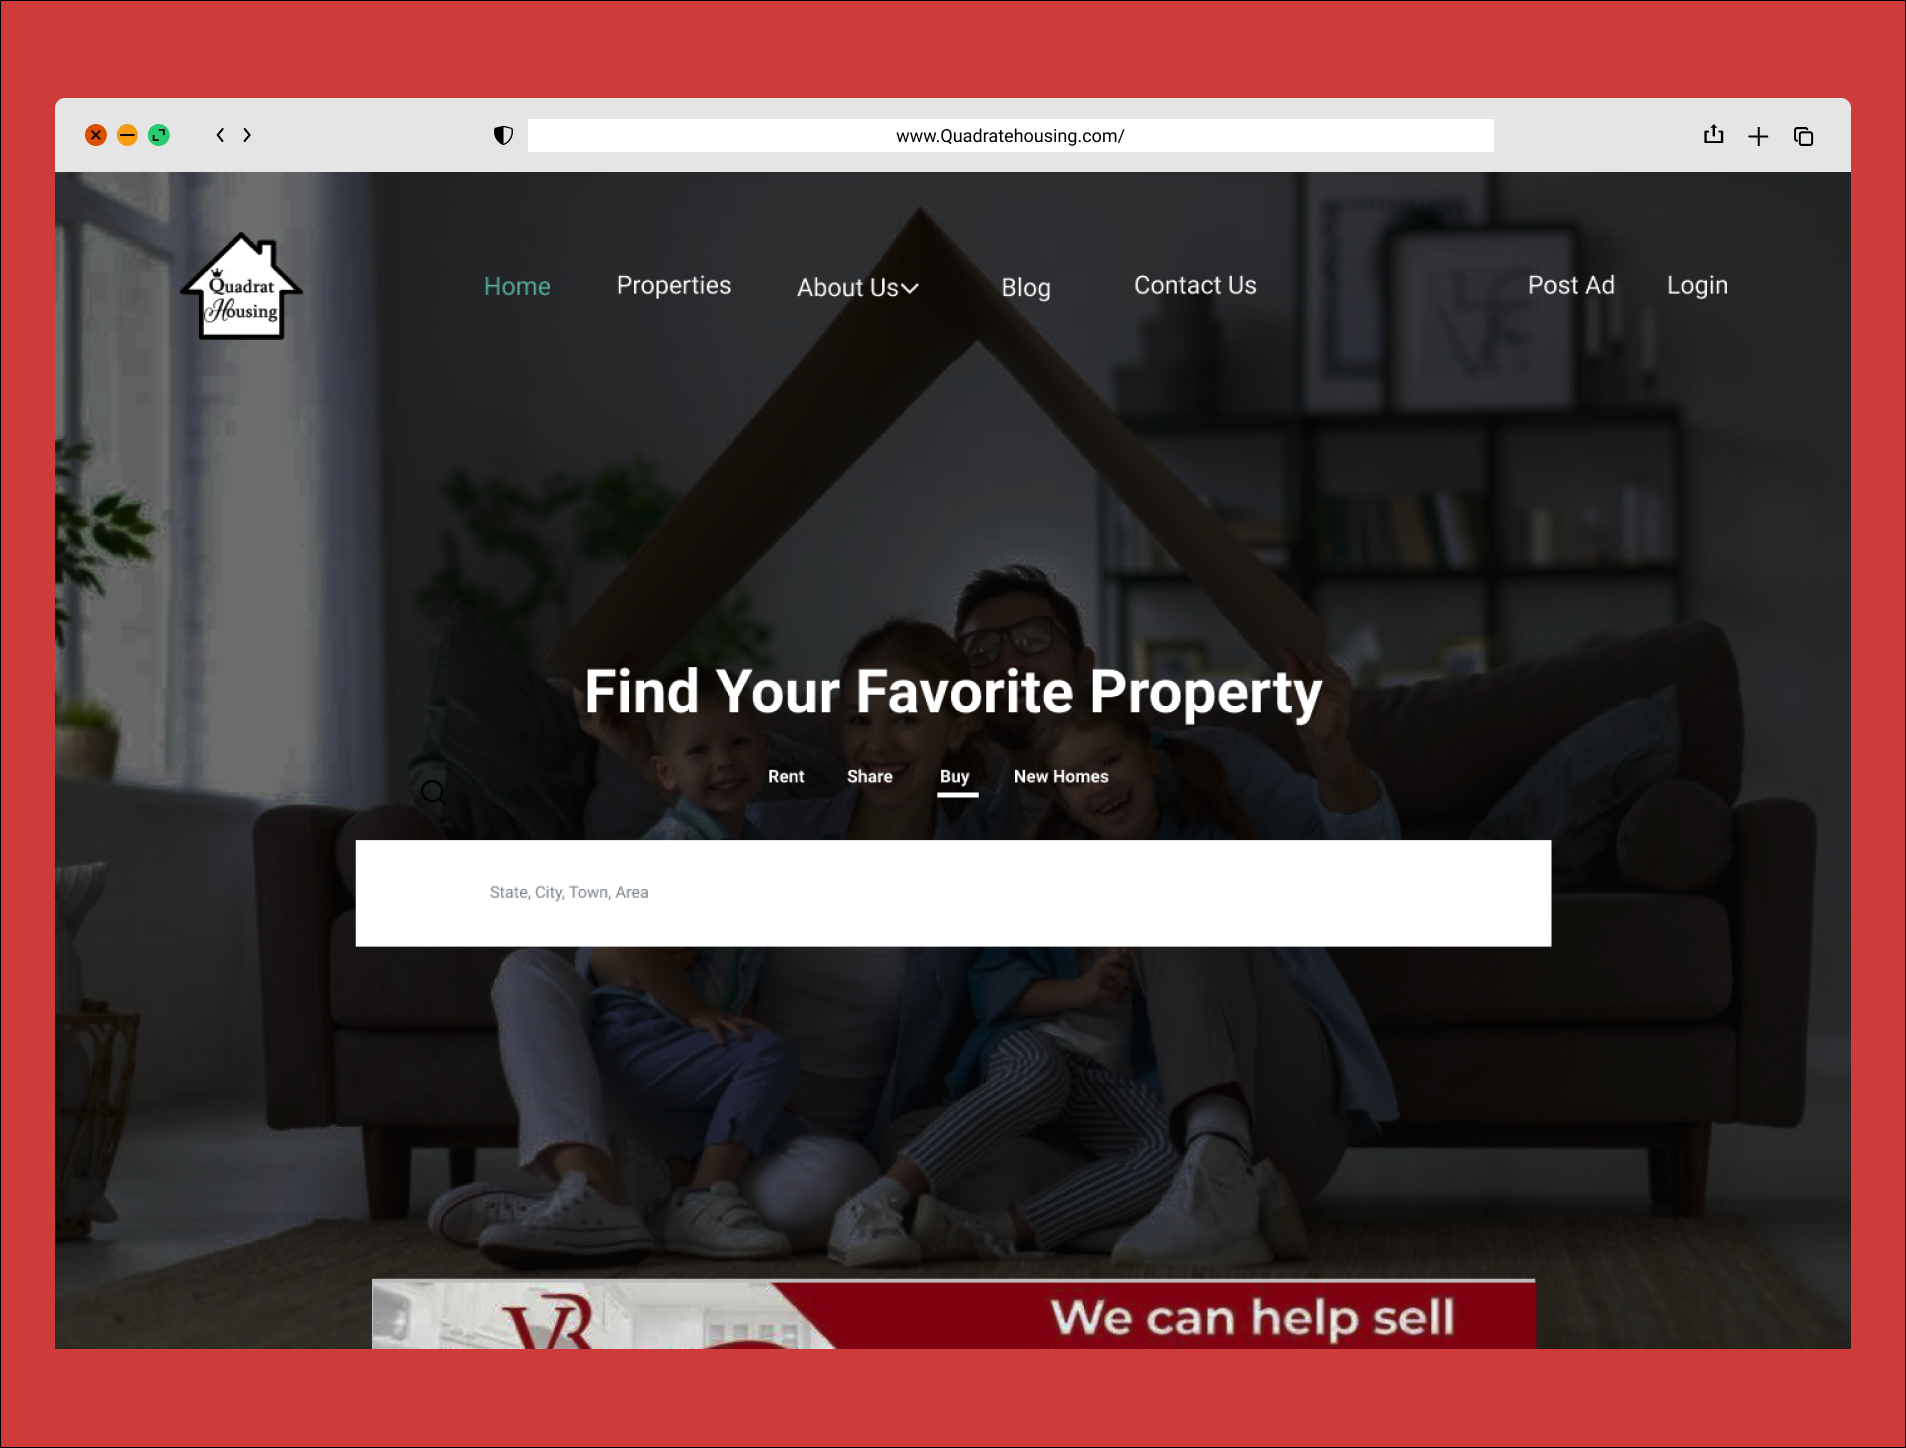 www.Quadratehousing.com/
Quadrat
Housing
Home Properties About Us Blog Contact Us Post Ad Login
Find Your Favorite Property
Rent Share Buy New Homes
State, City, Town, Area
VR We can help sell